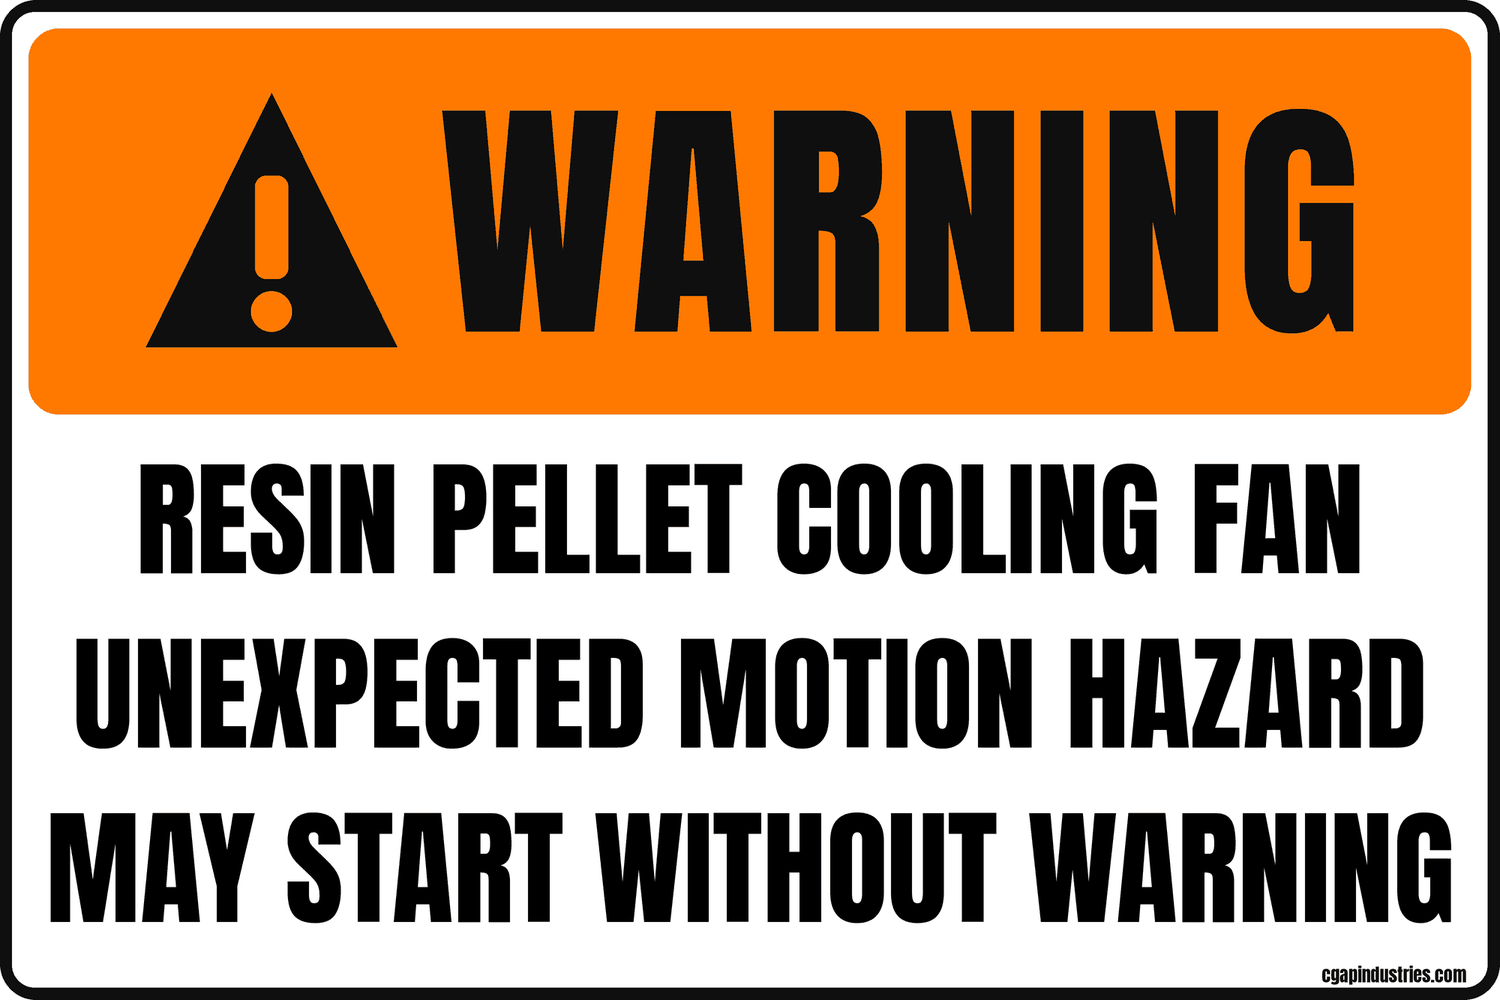 WARNING
RESIN PELLET COOLING FAN
UNEXPECTED MOTION HAZARD
MAY START WITHOUT WARNING
cgapindustries.com